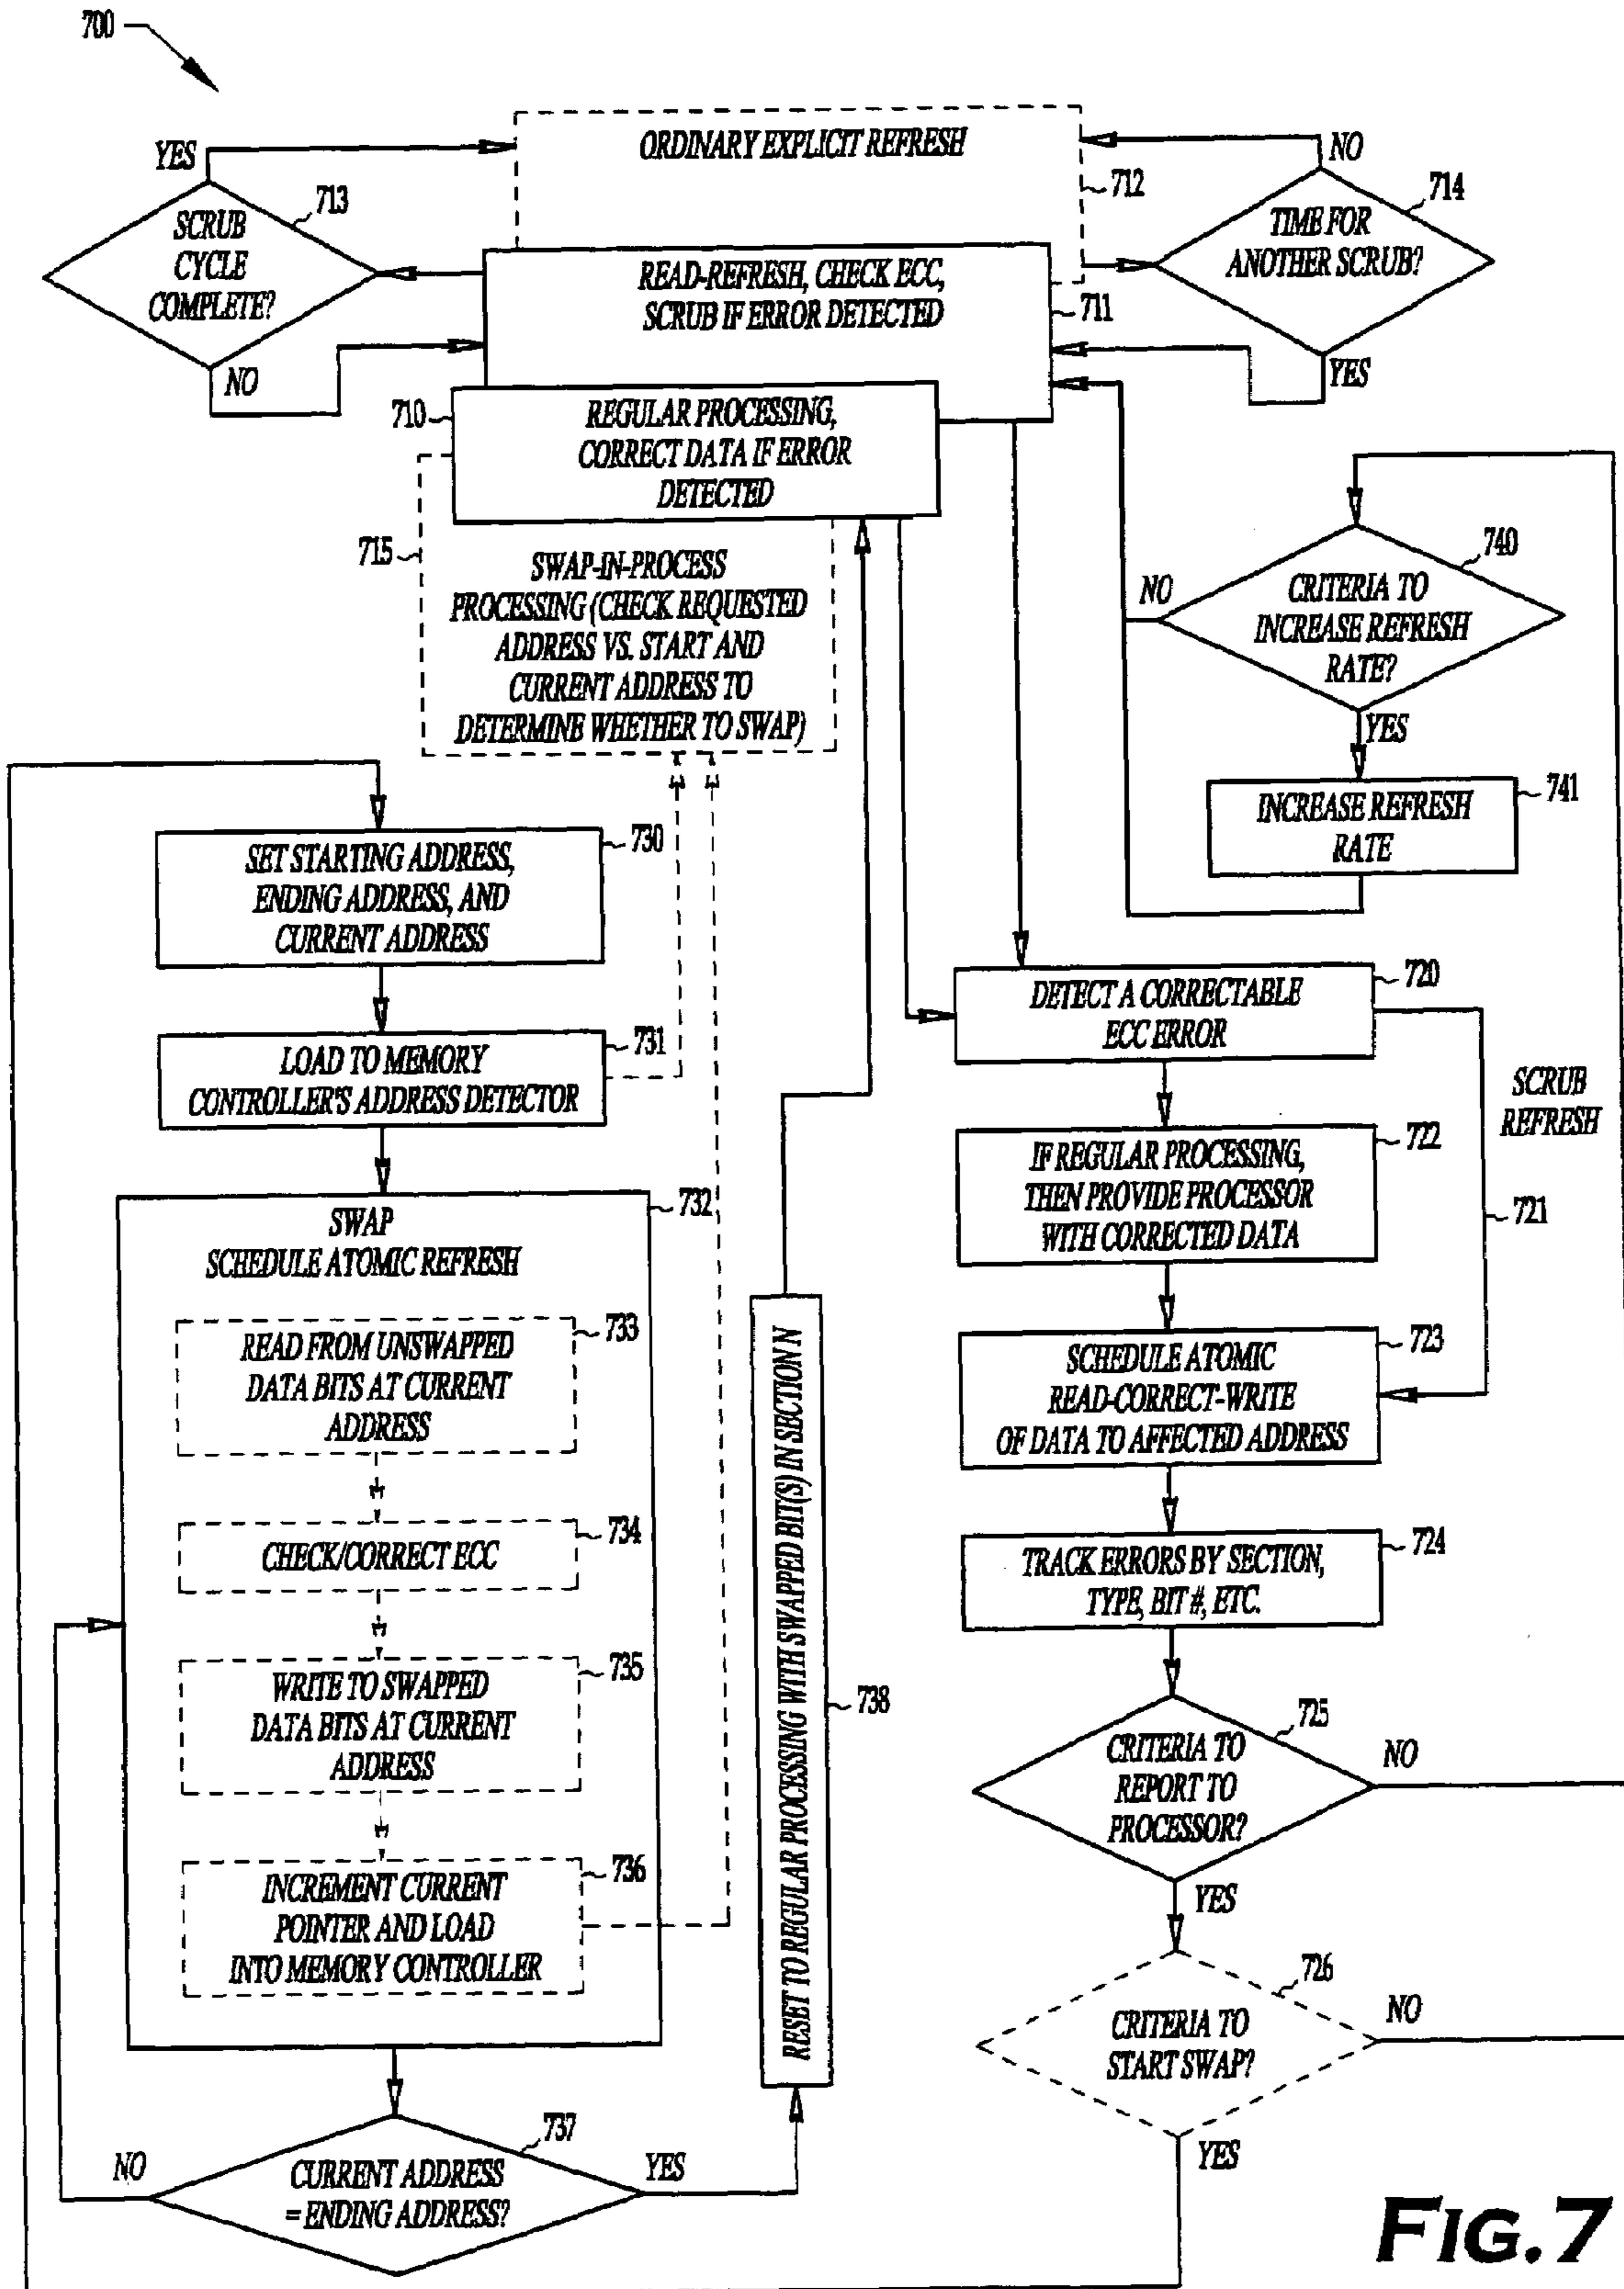 700
ORDINARY EXPLICIT REFRESH
712
YES
713
SCRUB
CYCLE
COMPLETE?
NO
NO
714
TIME FOR
ANOTHER SCRUB?
YES
READ-REFRESH, CHECK ECC,
SCRUB IF ERROR DETECTED
711
710
REGULAR PROCESSING,
CORRECT DATA IF ERROR
DETECTED
715
SWAP-IN-PROCESS
PROCESSING (CHECK REQUESTED
ADDRESS VS. START AND
CURRENT ADDRESS TO
DETERMINE WHETHER TO SWAP)
740
NO
CRITERIA TO
INCREASE REFRESH
RATE?
YES
741
INCREASE REFRESH
RATE
730
SET STARTING ADDRESS,
ENDING ADDRESS, AND
CURRENT ADDRESS
731
LOAD TO MEMORY
CONTROLLER'S ADDRESS DETECTOR
732
SWAP
SCHEDULE ATOMIC REFRESH
733
READ FROM UNSWAPPED
DATA BITS AT CURRENT
ADDRESS
734
CHECK/CORRECT ECC
735
WRITE TO SWAPPED
DATA BITS AT CURRENT
ADDRESS
736
INCREMENT CURRENT
POINTER AND LOAD
INTO MEMORY CONTROLLER
737
NO
CURRENT ADDRESS
= ENDING ADDRESS?
YES
RESET TO REGULAR PROCESSING WITH SWAPPED BIT(S) IN SECTION N
738
720
DETECT A CORRECTABLE
ECC ERROR
SCRUB
REFRESH
721
722
IF REGULAR PROCESSING,
THEN PROVIDE PROCESSOR
WITH CORRECTED DATA
723
SCHEDULE ATOMIC
READ-CORRECT-WRITE
OF DATA TO AFFECTED ADDRESS
724
TRACK ERRORS BY SECTION,
TYPE, BIT #, ETC.
725
CRITERIA TO
REPORT TO
PROCESSOR?
NO
YES
726
CRITERIA TO
START SWAP?
NO
YES
FIG. 7